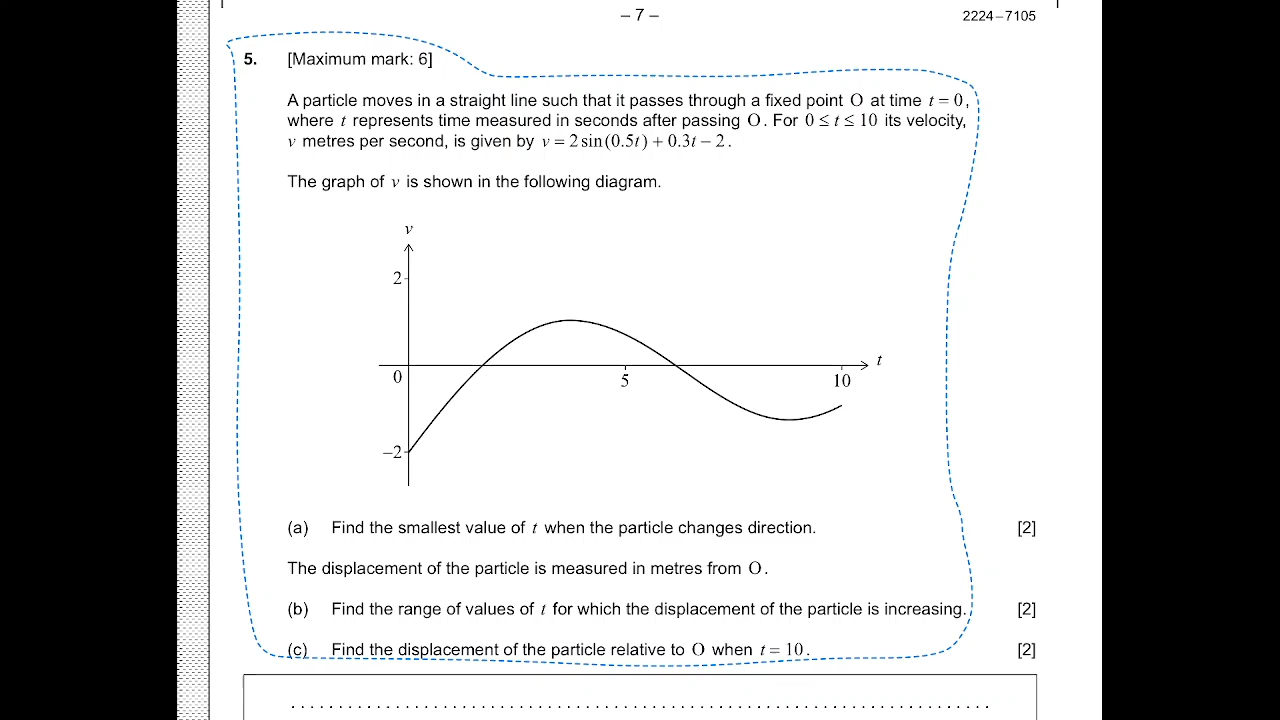 – 7 –
2224 – 7105
5. [Maximum mark: 6]
A particle moves in a straight line such that it passes through a fixed point O at time t = 0,
where t represents time measured in seconds after passing O. For 0 ≤ t ≤ 10 its velocity,
v metres per second, is given by v = 2 sin(0.5t) + 0.3t − 2.
The graph of v is shown in the following diagram.
v
2
t
0
5
10
−2
(a) Find the smallest value of t when the particle changes direction. [2]
The displacement of the particle is measured in metres from O.
(b) Find the range of values of t for which the displacement of the particle is increasing. [2]
(c) Find the displacement of the particle relative to O when t = 10. [2]